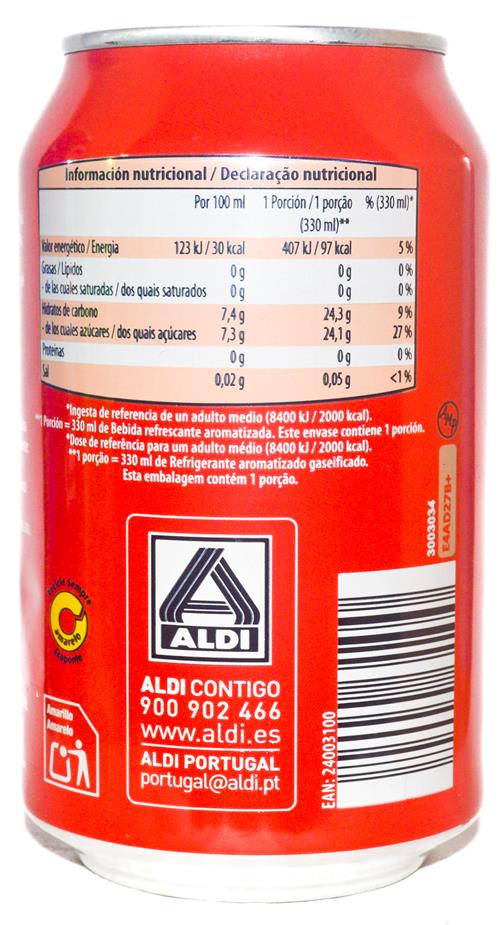 Información nutricional / Declaração nutricional
Por 100 ml 1 Porción /1 porção % (330 ml)*
(330 ml)**
Valor energético / Energia 123 kJ / 30 kcal 407 kJ / 97 kcal 5 %
Grasas / Lípidos 0 g 0 g 0 %
- de las cuales saturadas / dos quais saturados 0 g 0 g 0 %
Hidratos de carbono 7,4 g 24,3 g 9 %
- de los cuales azúcares / dos quais açúcares 7,3 g 24,1 g 27 %
Proteínas 0 g 0 g 0 %
Sal 0,02 g 0,05 g <1 %
*Ingesta de referencia de un adulto medio (8400 kJ / 2000 kcal).
**1 Porción = 330 ml de Bebida refrescante aromatizada. Este envase contiene 1 porción.
*Dose de referência para um adulto médio (8400 kJ / 2000 kcal).
**1 porção = 330 ml de Refrigerante aromatizado gaseificado.
Esta embalagem contém 1 porção.
3003034
E4AD27B+
Recicle Sempre
amarelo
Ecoponto
Amarillo
Amarelo
ALDI
ALDI CONTIGO
900 902 466
www.aldi.es
ALDI PORTUGAL
portugal@aldi.pt
EAN: 24003100